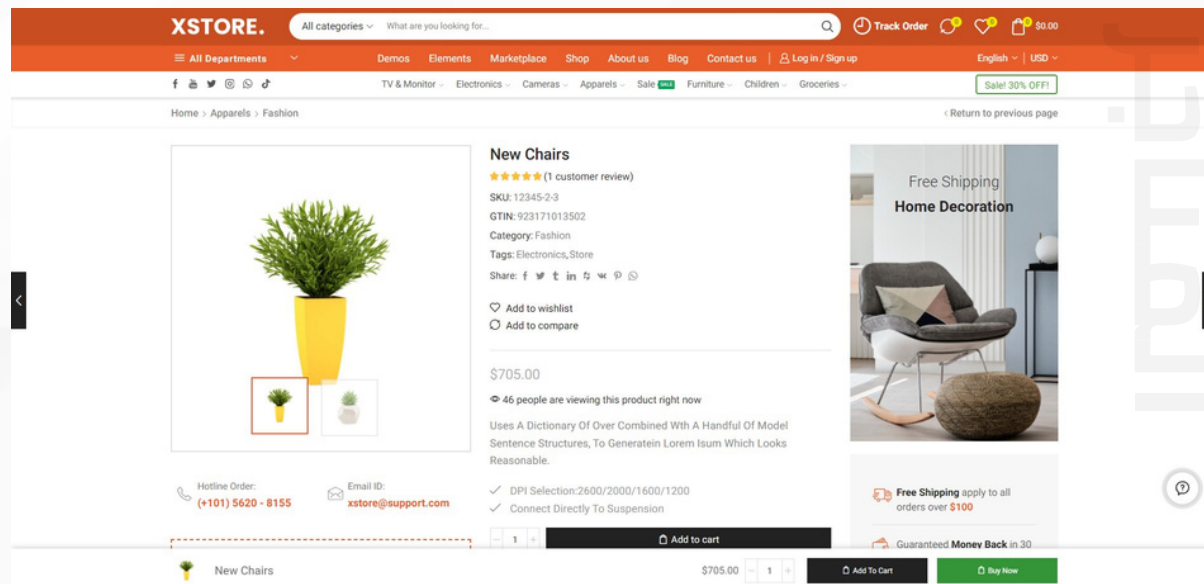 XSTORE.
All categories
What are you looking for...
Track Order
0
0
0
$0.00
All Departments
Demos Elements Marketplace Shop About us Blog Contact us | Log in / Sign up
English | USD
TV & Monitor Electronics Cameras Apparels Sale SALE Furniture Children Groceries
Sale! 30% OFF!
Home > Apparels > Fashion
< Return to previous page
New Chairs
(1 customer review)
SKU: 12345-2-3
GTIN: 923171013502
Category: Fashion
Tags: Electronics, Store
Share:
Add to wishlist
Add to compare
$705.00
46 people are viewing this product right now
Uses A Dictionary Of Over Combined Wth A Handful Of Model
Sentence Structures, To Generatein Lorem Isum Which Looks
Reasonable.
DPI Selection:2600/2000/1600/1200
Connect Directly To Suspension
- 1 +
Add to cart
Hotline Order:
(+101) 5620 - 8155
Email ID:
xstore@support.com
Free Shipping
Home Decoration
Free Shipping apply to all
orders over $100
Guaranteed Money Back in 30
New Chairs
$705.00
- 1 +
Add To Cart
Buy Now